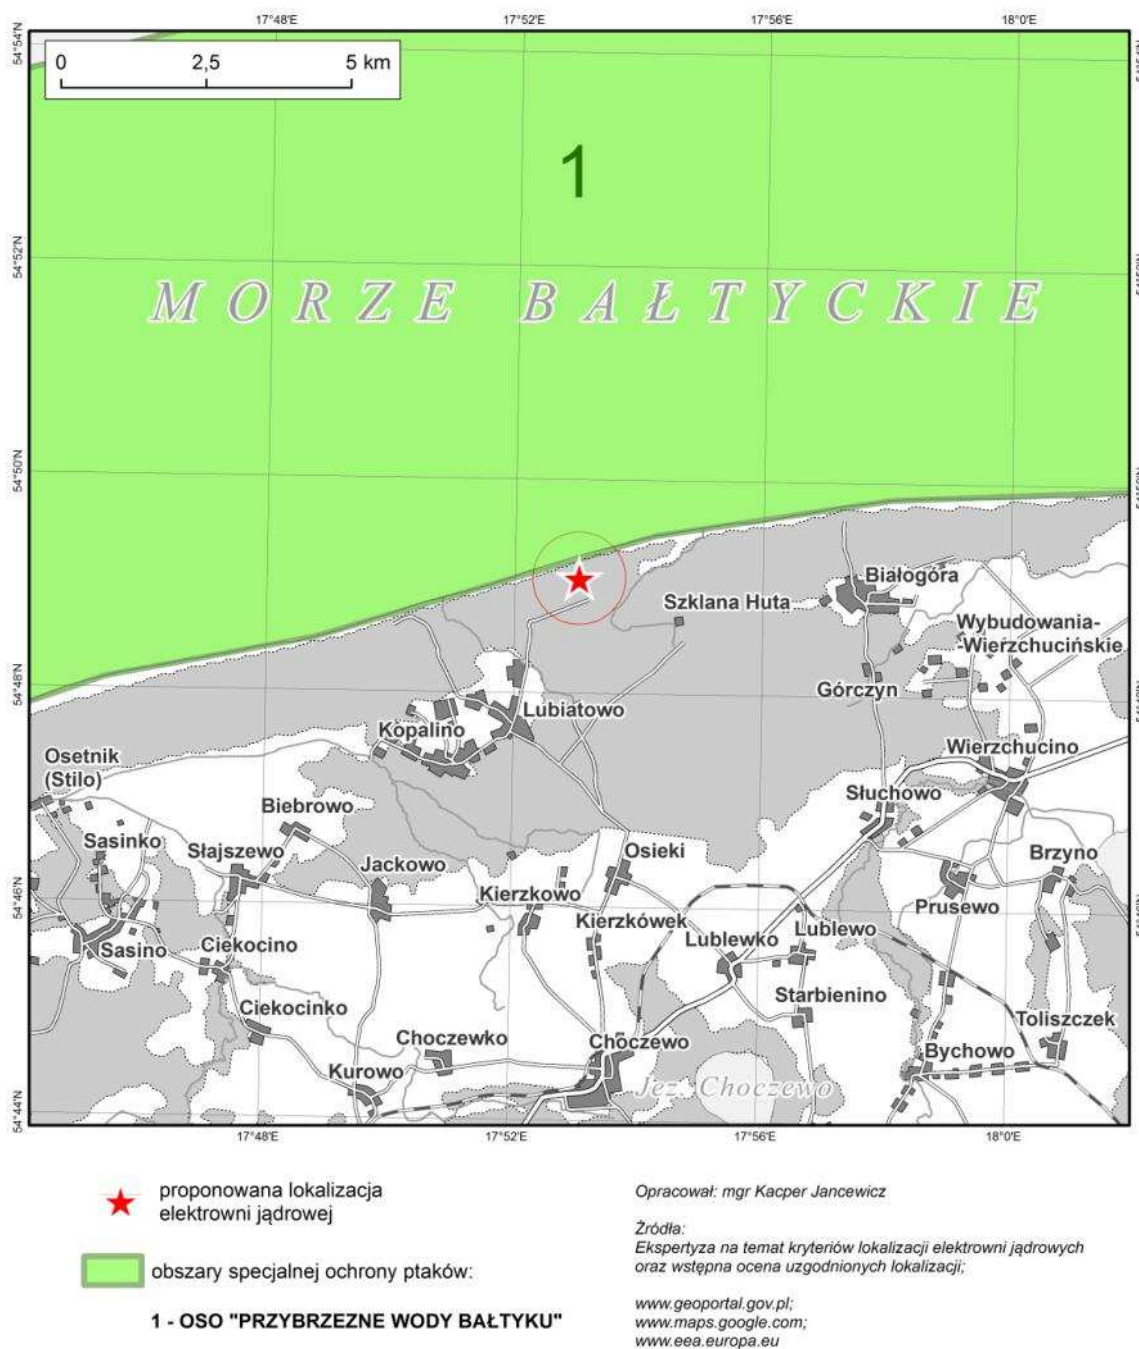 17°48'E 17°52'E 17°56'E 18°0'E
54°54'N
0 2,5 5 km
1
54°52'N
MORZE BAŁTYCKIE
54°50'N
Białogóra
Szklana Huta
Wybudowania-
-Wierzchucińskie
54°48'N
Górczyn
Lubiatowo
Kopalino
Wierzchucino
Osetnik
(Stilo)
Słuchowo
Biebrowo
Sasinko
Słajszewo
Osieki
Brzyno
Jackowo
54°46'N
Kierzkowo
Prusewo
Kierzkówek
Lublewo
Lublewko
Sasino
Ciekocino
Starbienino
Ciekocinko
Toliszczek
Choczewko
Choczewo
Bychowo
Kurowo
Jez. Choczewo
54°44'N
17°48'E 17°52'E 17°56'E 18°0'E
proponowana lokalizacja
elektrowni jądrowej
obszary specjalnej ochrony ptaków:
1 - OSO "PRZYBRZEZNE WODY BAŁTYKU"
Opracował: mgr Kacper Jancewicz
Źródła:
Ekspertyza na temat kryteriów lokalizacji elektrowni jądrowych
oraz wstępna ocena uzgodnionych lokalizacji;
www.geoportal.gov.pl;
www.maps.google.com;
www.eea.europa.eu